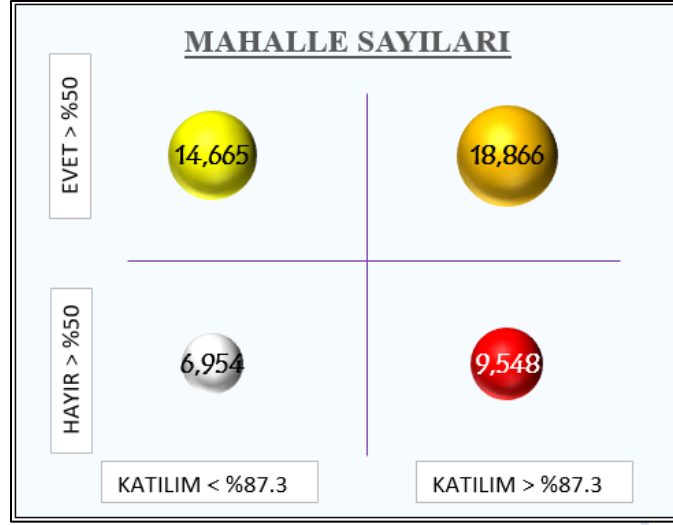 MAHALLE SAYILARI
EVET > %50
14,665
18,866
HAYIR > %50
6,954
9,548
KATILIM < %87.3
KATILIM > %87.3